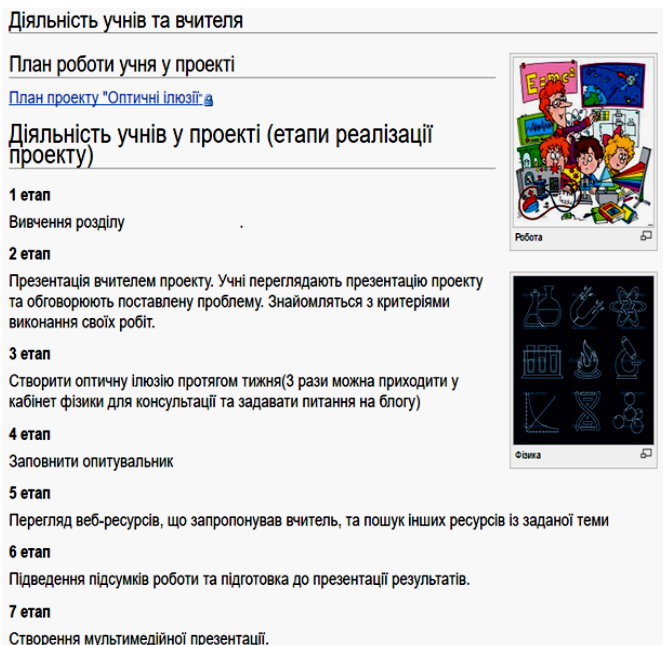 Діяльність учнів та вчителя
План роботи учня у проекті
План проекту "Оптичні ілюзії"
Діяльність учнів у проекті (етапи реалізації
проекту)
1 етап
Вивчення розділу .
2 етап
Презентація вчителем проекту. Учні переглядають презентацію проекту
та обговорюють поставлену проблему. Знайомляться з критеріями
виконання своїх робіт.
3 етап
Створити оптичну ілюзію протягом тижня(3 рази можна приходити у
кабінет фізики для консультації та задавати питання на блогу)
4 етап
Заповнити опитувальник
5 етап
Перегляд веб-ресурсів, що запропонував вчитель, та пошук інших ресурсів із заданої теми
6 етап
Підведення підсумків роботи та підготовка до презентації результатів.
7 етап
Створення мультимедійної презентації.
E=mc²
Робота
Фізика